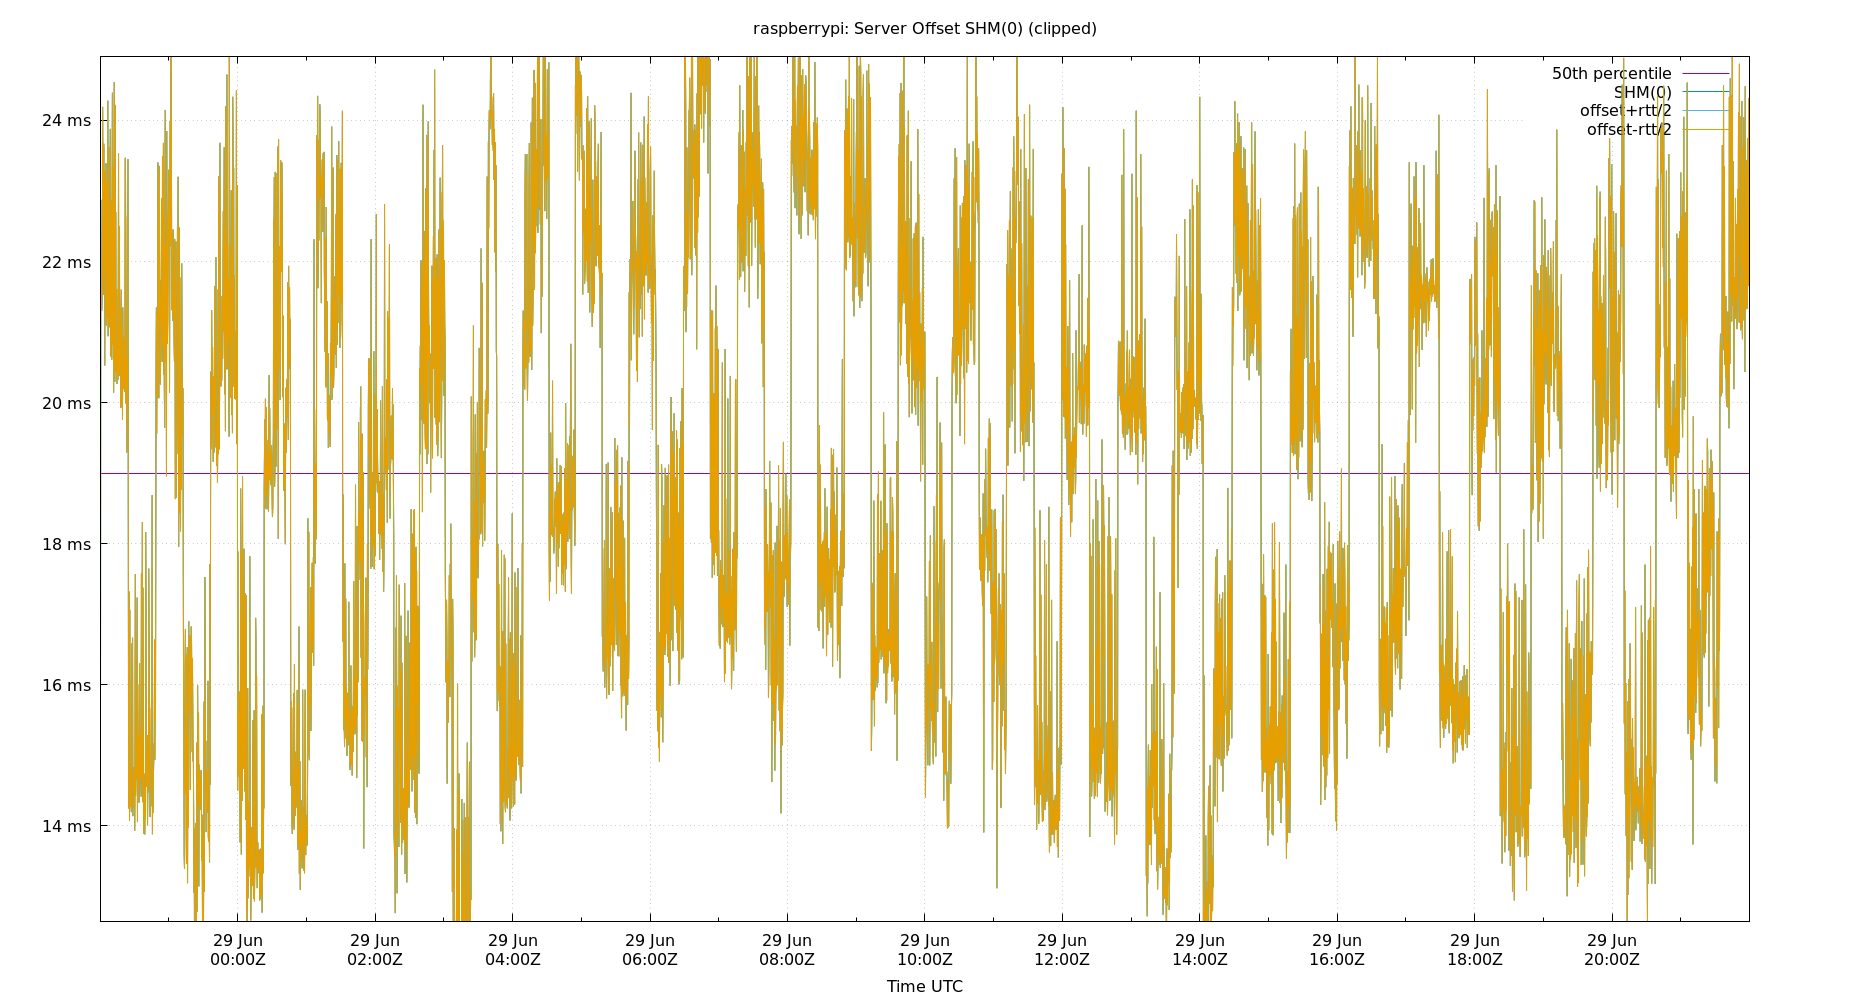 raspberrypi: Server Offset SHM(0) (clipped)
50th percentile
SHM(0)
offset+rtt/2
offset-rtt/2
24 ms
22 ms
20 ms
18 ms
16 ms
14 ms
29 Jun 29 Jun 29 Jun 29 Jun 29 Jun 29 Jun 29 Jun 29 Jun 29 Jun 29 Jun 29 Jun
00:00Z 02:00Z 04:00Z 06:00Z 08:00Z 10:00Z 12:00Z 14:00Z 16:00Z 18:00Z 20:00Z
Time UTC